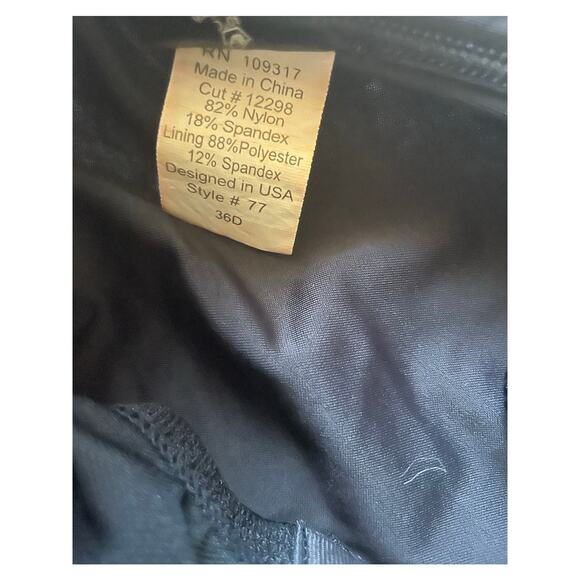 RN 109317
Made in China
Cut # 12298
82% Nylon
18% Spandex
Lining 88%Polyester
12% Spandex
Designed in USA
Style # 77
36D